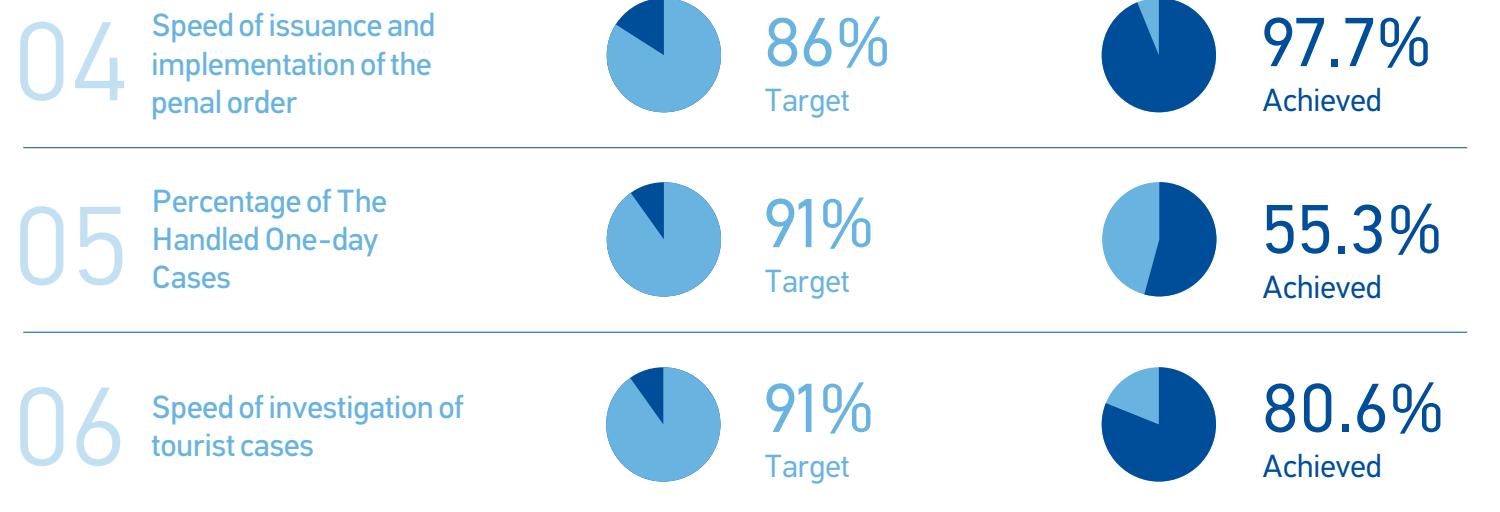 04
Speed of issuance and
implementation of the
penal order
86%
Target
97.7%
Achieved
05
Percentage of The
Handled One-day
Cases
91%
Target
55.3%
Achieved
06
Speed of investigation of
tourist cases
91%
Target
80.6%
Achieved